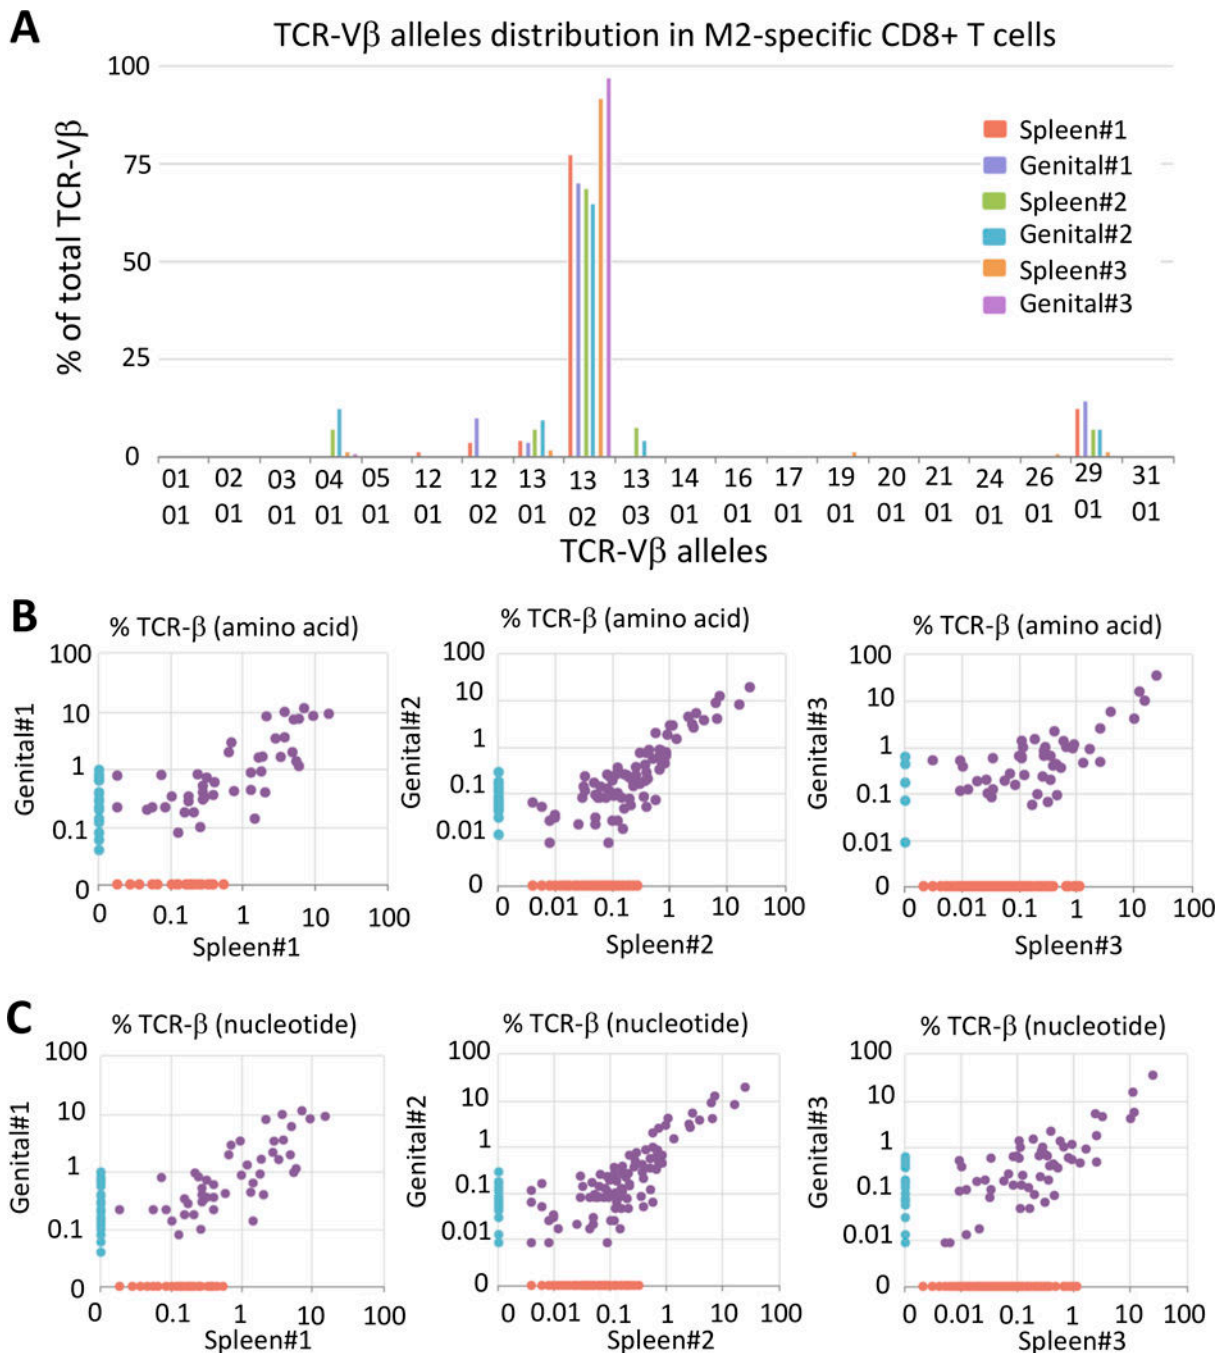 A
TCR-Vβ alleles distribution in M2-specific CD8+ T cells
% of total TCR-Vβ
100
75
50
25
0
Spleen#1
Genital#1
Spleen#2
Genital#2
Spleen#3
Genital#3
01 02 03 04 05 12 12 13 13 13 14 16 17 19 20 21 24 26 29 31
01 01 01 01 01 01 02 01 02 03 01 01 01 01 01 01 01 01 01 01
TCR-Vβ alleles
B
% TCR-β (amino acid)
Genital#1
100
10
1
0.1
0
0 0.1 1 10 100
Spleen#1
% TCR-β (amino acid)
Genital#2
100
10
1
0.1
0.01
0
0 0.01 0.1 1 10 100
Spleen#2
% TCR-β (amino acid)
Genital#3
100
10
1
0.1
0.01
0
0 0.01 0.1 1 10 100
Spleen#3
C
% TCR-β (nucleotide)
Genital#1
100
10
1
0.1
0
0 0.1 1 10 100
Spleen#1
% TCR-β (nucleotide)
Genital#2
100
10
1
0.1
0.01
0
0 0.01 0.1 1 10 100
Spleen#2
% TCR-β (nucleotide)
Genital#3
100
10
1
0.1
0.01
0
0 0.01 0.1 1 10 100
Spleen#3